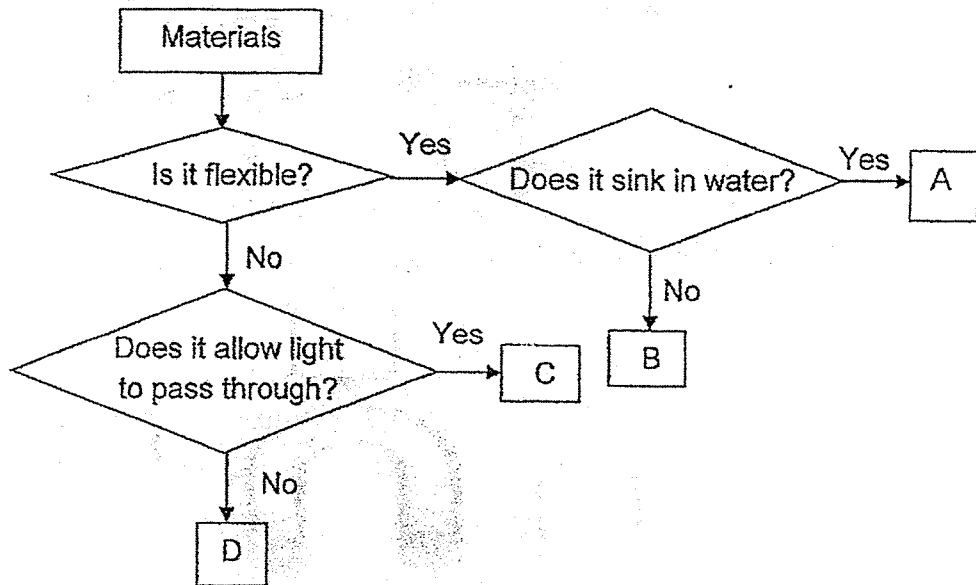 Materials
Is it flexible?
Yes
Does it sink in water?
Yes
A
No
B
No
Does it allow light
to pass through?
Yes
C
No
D